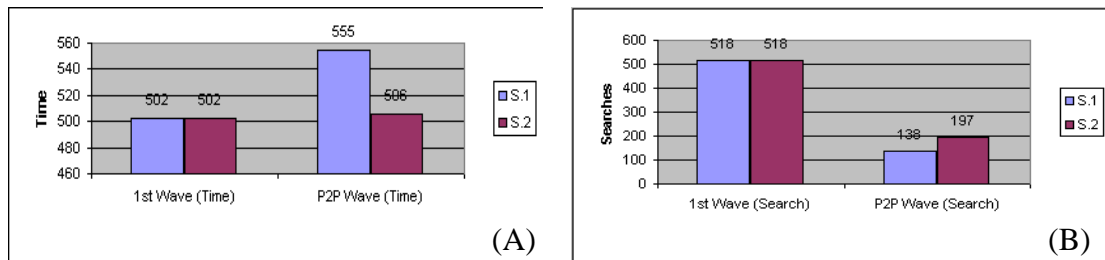 560
540
520
500
480
460
Time
502
502
555
506
1st Wave (Time)
P2P Wave (Time)
S.1
S.2
(A)
600
500
400
300
200
100
0
Searches
518
518
138
197
1st Wave (Search)
P2P Wave (Search)
S.1
S.2
(B)